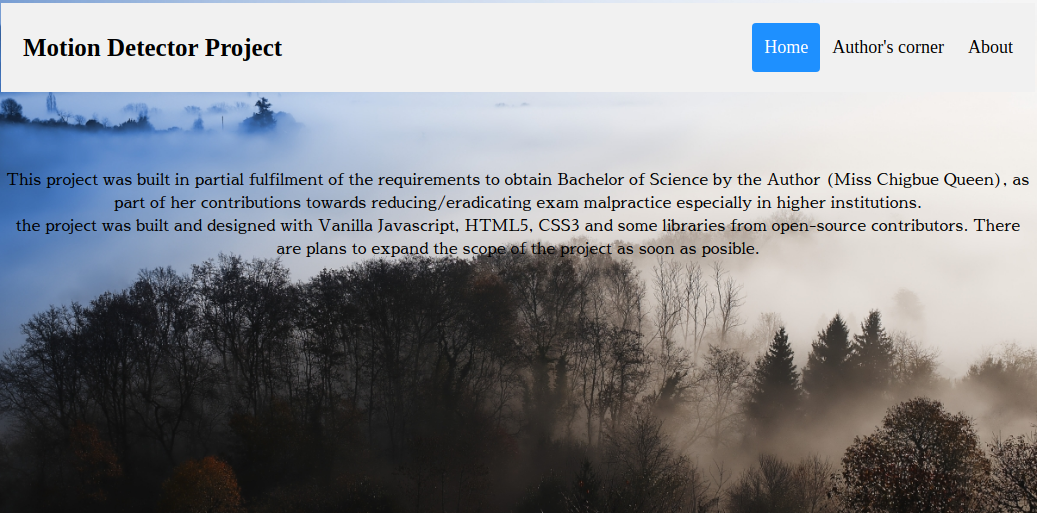 Motion Detector Project
Home
Author's corner
About
This project was built in partial fulfilment of the requirements to obtain Bachelor of Science by the Author (Miss Chigbue Queen), as
part of her contributions towards reducing/eradicating exam malpractice especially in higher institutions.
the project was built and designed with Vanilla Javascript, HTML5, CSS3 and some libraries from open-source contributors. There
are plans to expand the scope of the project as soon as posible.